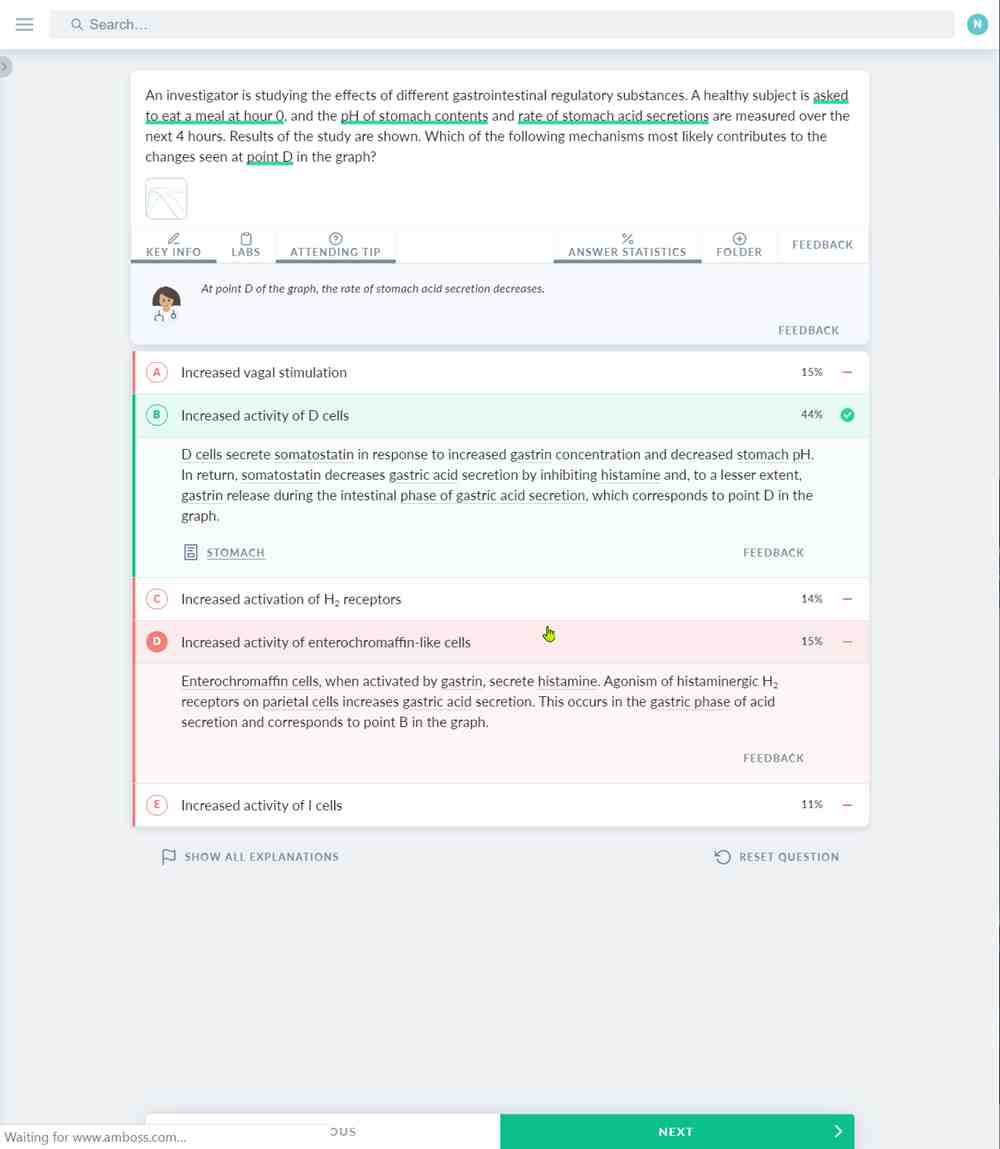 Search…
N
An investigator is studying the effects of different gastrointestinal regulatory substances. A healthy subject is asked
to eat a meal at hour 0, and the pH of stomach contents and rate of stomach acid secretions are measured over the
next 4 hours. Results of the study are shown. Which of the following mechanisms most likely contributes to the
changes seen at point D in the graph?
KEY INFO LABS ATTENDING TIP ANSWER STATISTICS FOLDER FEEDBACK
At point D of the graph, the rate of stomach acid secretion decreases.
FEEDBACK
A Increased vagal stimulation 15%
B Increased activity of D cells 44%
D cells secrete somatostatin in response to increased gastrin concentration and decreased stomach pH.
In return, somatostatin decreases gastric acid secretion by inhibiting histamine and, to a lesser extent,
gastrin release during the intestinal phase of gastric acid secretion, which corresponds to point D in the
graph.
STOMACH FEEDBACK
C Increased activation of H₂ receptors 14%
D Increased activity of enterochromaffin-like cells 15%
Enterochromaffin cells, when activated by gastrin, secrete histamine. Agonism of histaminergic H₂
receptors on parietal cells increases gastric acid secretion. This occurs in the gastric phase of acid
secretion and corresponds to point B in the graph.
FEEDBACK
E Increased activity of I cells 11%
SHOW ALL EXPLANATIONS RESET QUESTION
Waiting for www.amboss.com... OUS NEXT